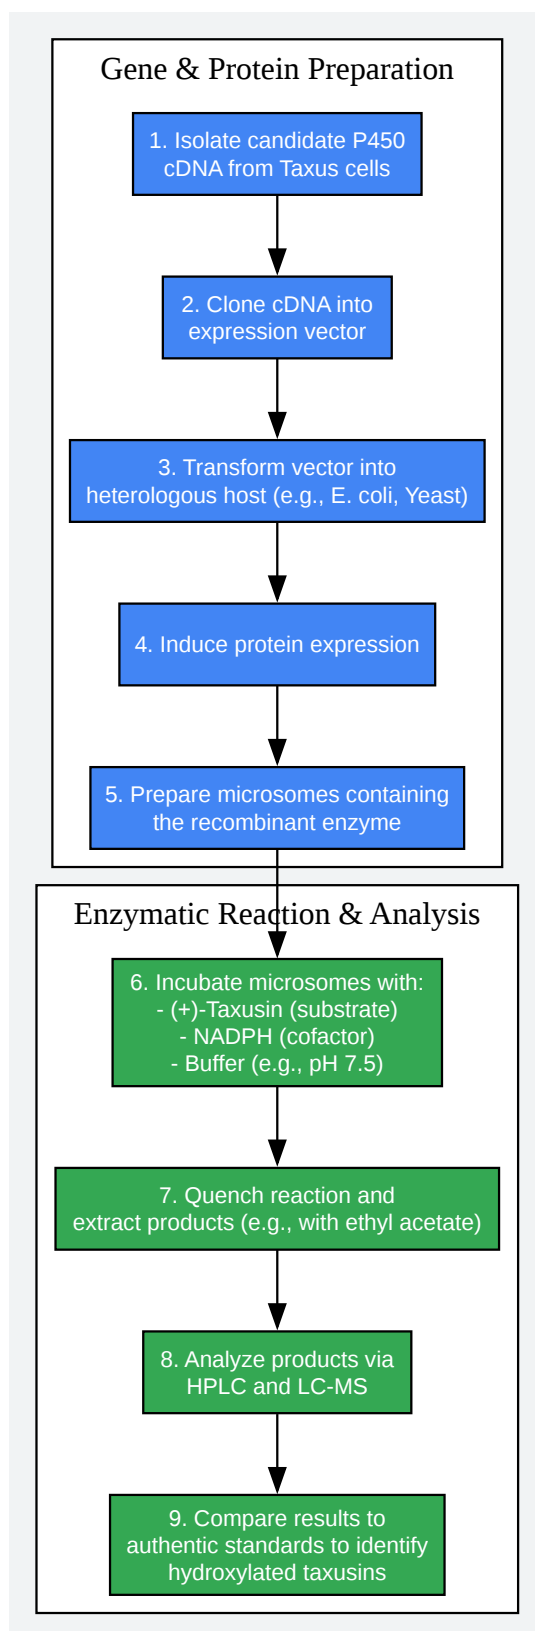 Gene & Protein Preparation
1. Isolate candidate P450
cDNA from Taxus cells
2. Clone cDNA into
expression vector
3. Transform vector into
heterologous host (e.g., E. coli, Yeast)
4. Induce protein expression
5. Prepare microsomes containing
the recombinant enzyme
Enzymatic Reaction & Analysis
6. Incubate microsomes with:
- (+)-Taxusin (substrate)
- NADPH (cofactor)
- Buffer (e.g., pH 7.5)
7. Quench reaction and
extract products (e.g., with ethyl acetate)
8. Analyze products via
HPLC and LC-MS
9. Compare results to
authentic standards to identify
hydroxylated taxusins